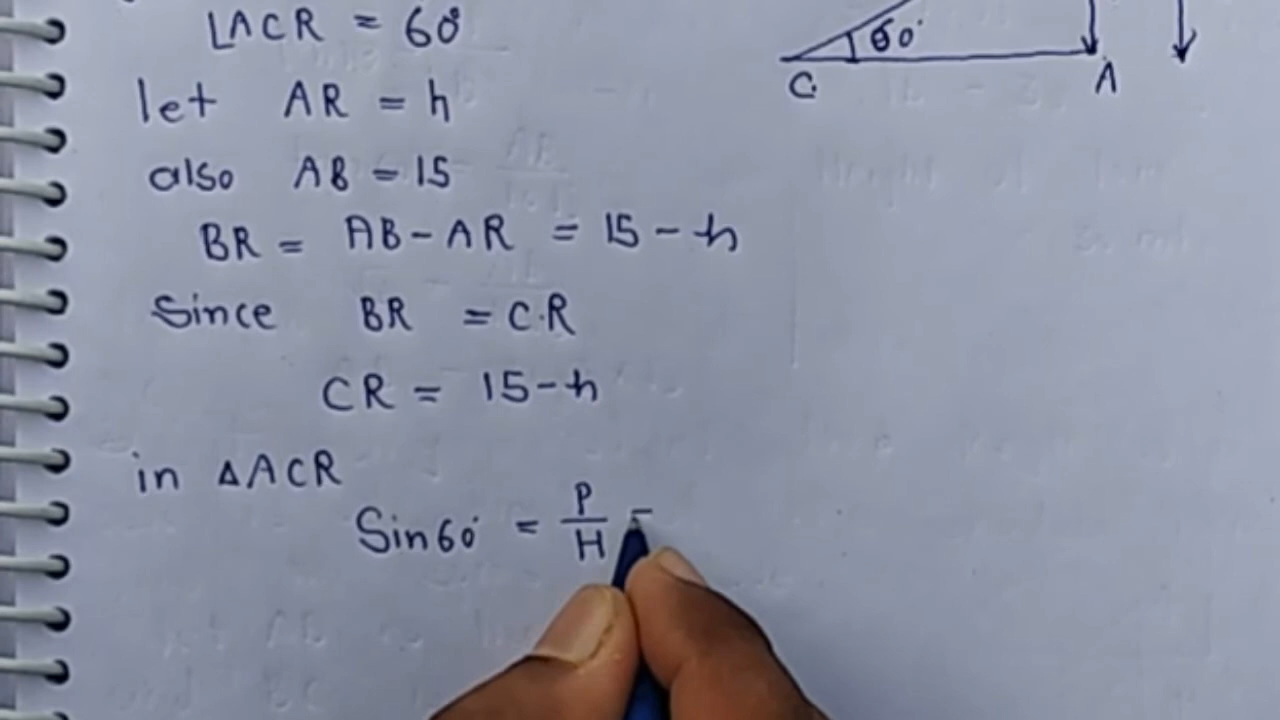 ∠ACR = 60°
60°
C
A
let AR = h
also AB = 15
BR = AB - AR = 15 - h
Since BR = C.R
CR = 15 - h
in ΔACR
Sin60° = P/H =